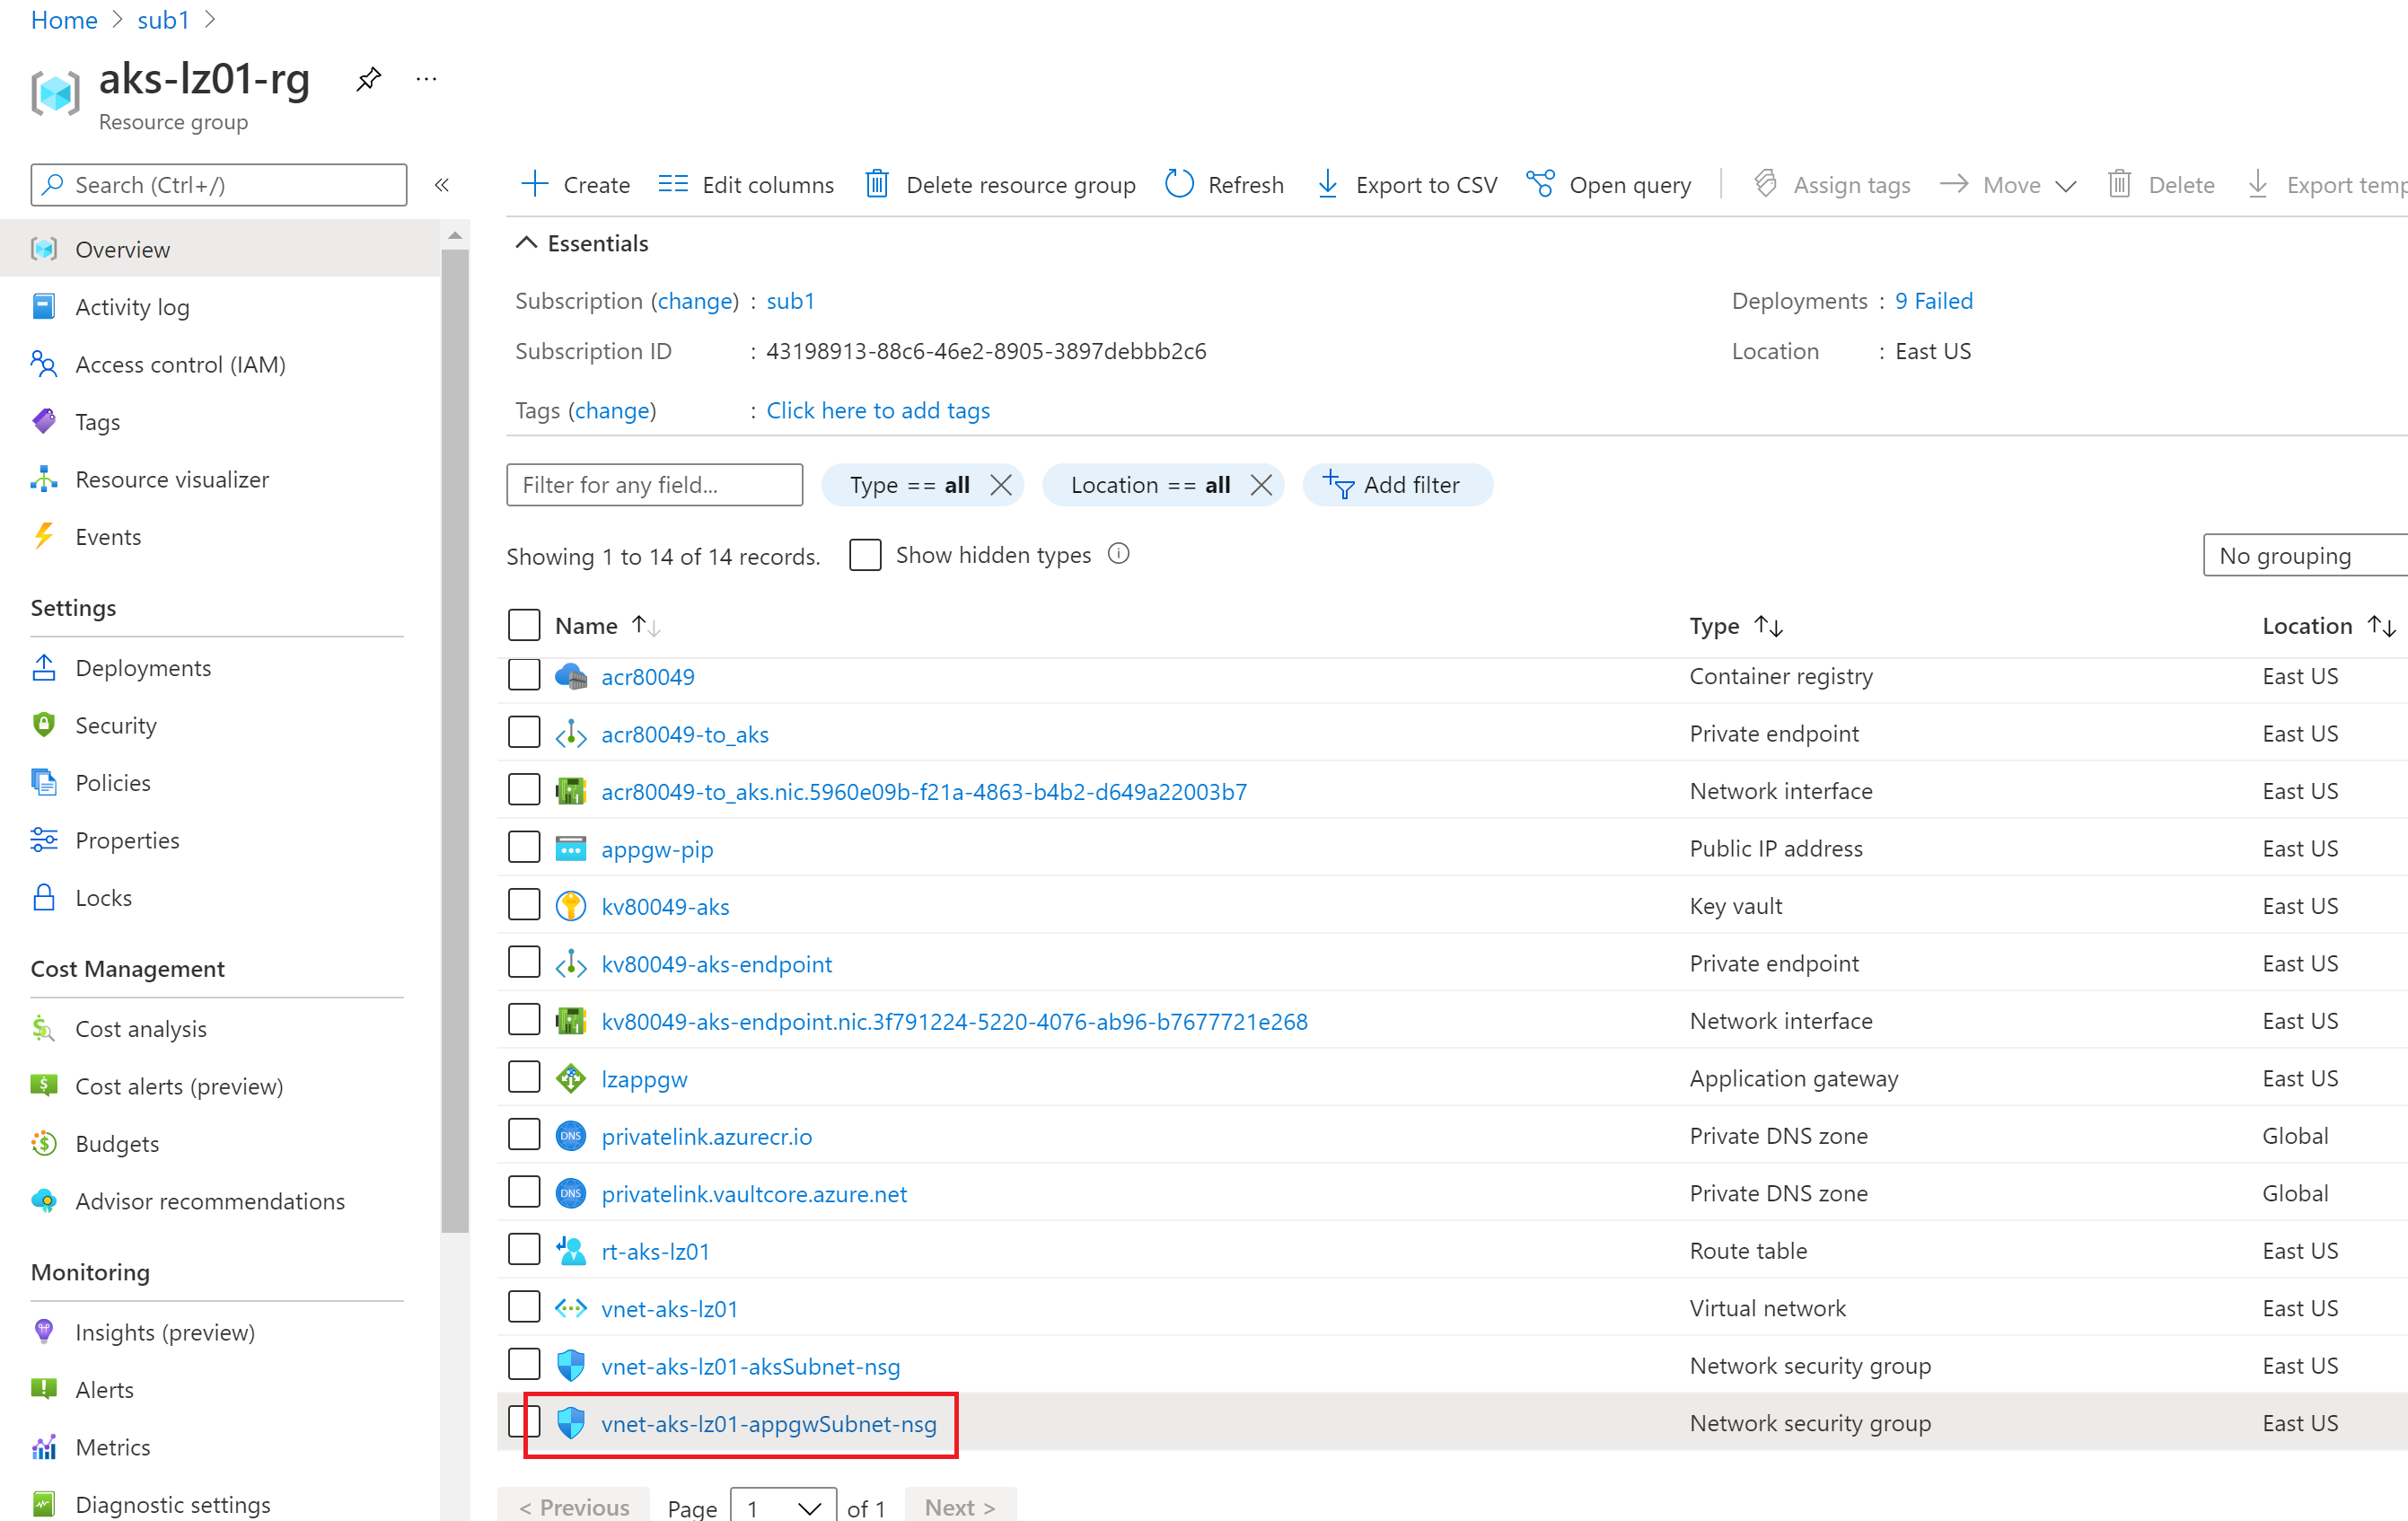 Home > sub1 >
aks-lz01-rg ...
Resource group
Search (Ctrl+/)
«
Create
Edit columns
Delete resource group
Refresh
Export to CSV
Open query
Assign tags
Move
Delete
Export temp
Overview
Activity log
Access control (IAM)
Tags
Resource visualizer
Events
Settings
Deployments
Security
Policies
Properties
Locks
Cost Management
Cost analysis
Cost alerts (preview)
Budgets
Advisor recommendations
Monitoring
Insights (preview)
Alerts
Metrics
Diagnostic settings
Essentials
Subscription (change) : sub1
Deployments : 9 Failed
Subscription ID : 43198913-88c6-46e2-8905-3897debbb2c6
Location : East US
Tags (change) : Click here to add tags
Filter for any field...
Type == all
Location == all
Add filter
Showing 1 to 14 of 14 records.
Show hidden types
No grouping
Name Type Location
acr80049 Container registry East US
acr80049-to_aks Private endpoint East US
acr80049-to_aks.nic.5960e09b-f21a-4863-b4b2-d649a22003b7 Network interface East US
appgw-pip Public IP address East US
kv80049-aks Key vault East US
kv80049-aks-endpoint Private endpoint East US
kv80049-aks-endpoint.nic.3f791224-5220-4076-ab96-b7677721e268 Network interface East US
lzappgw Application gateway East US
DNS privatelink.azurecr.io Private DNS zone Global
DNS privatelink.vaultcore.azure.net Private DNS zone Global
rt-aks-lz01 Route table East US
vnet-aks-lz01 Virtual network East US
vnet-aks-lz01-aksSubnet-nsg Network security group East US
vnet-aks-lz01-appgwSubnet-nsg Network security group East US
< Previous Page 1 of 1 Next >